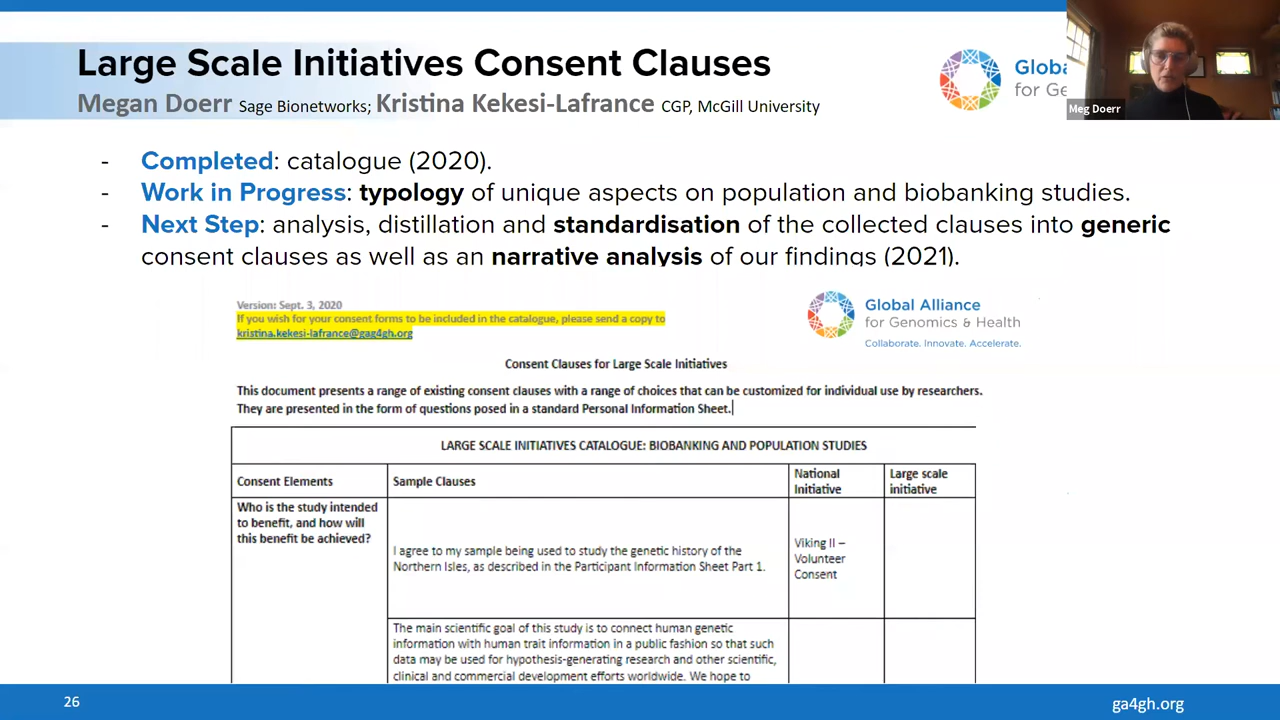 Large Scale Initiatives Consent Clauses
Megan Doerr Sage Bionetworks; Kristina Kekesi-Lafrance CGP, McGill University
Global
for Ge
Meg Doerr
- Completed: catalogue (2020).
- Work in Progress: typology of unique aspects on population and biobanking studies.
- Next Step: analysis, distillation and standardisation of the collected clauses into generic
consent clauses as well as an narrative analysis of our findings (2021).
Version: Sept. 3, 2020
If you wish for your consent forms to be included in the catalogue, please send a copy to
kristina.kekesi-lafrance@gag4gh.org
Global Alliance
for Genomics & Health
Collaborate. Innovate. Accelerate.
Consent Clauses for Large Scale Initiatives
This document presents a range of existing consent clauses with a range of choices that can be customized for individual use by researchers.
They are presented in the form of questions posed in a standard Personal Information Sheet.
LARGE SCALE INITIATIVES CATALOGUE: BIOBANKING AND POPULATION STUDIES
Consent Elements
Sample Clauses
National
Initiative
Large scale
initiative
Who is the study intended
to benefit, and how will
this benefit be achieved?
I agree to my sample being used to study the genetic history of the
Northern Isles, as described in the Participant Information Sheet Part 1.
Viking II –
Volunteer
Consent
The main scientific goal of this study is to connect human genetic
information with human trait information in a public fashion so that such
data may be used for hypothesis-generating research and other scientific,
clinical and commercial development efforts worldwide. We hope to
26
ga4gh.org